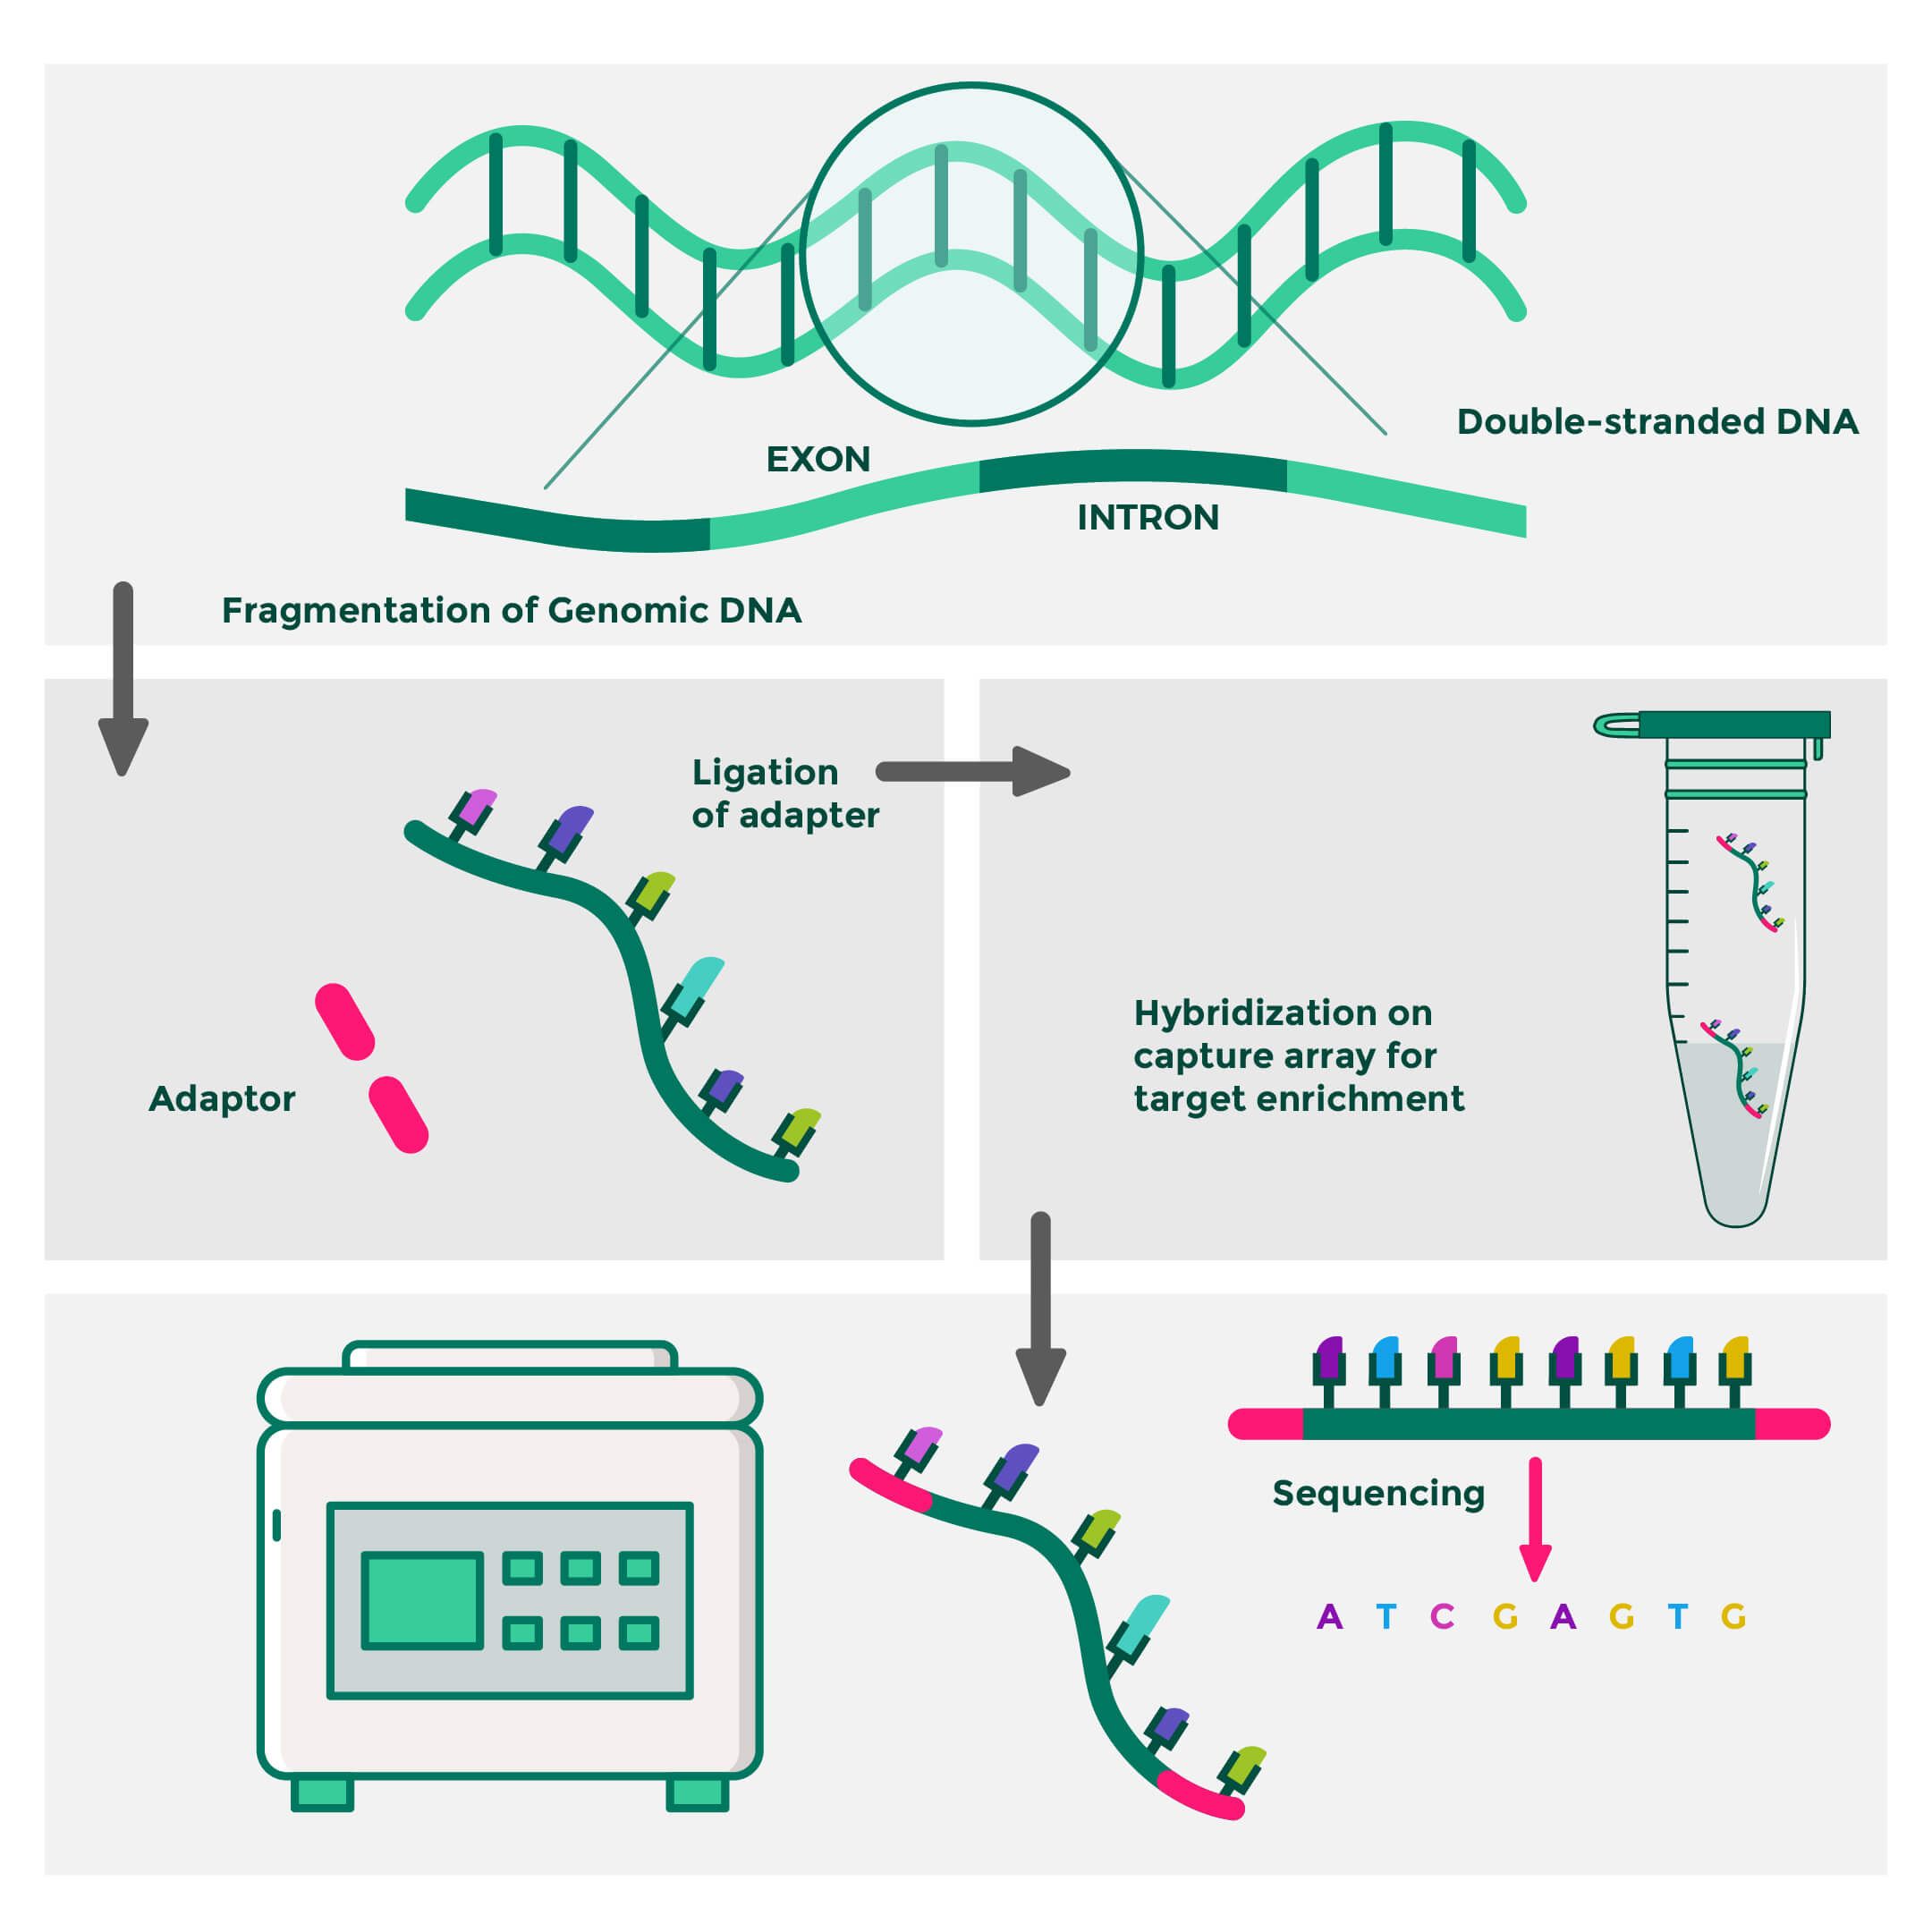 Double-stranded DNA
EXON
INTRON
Fragmentation of Genomic DNA
Ligation
of adapter
Adaptor
Hybridization on
capture array for
target enrichment
Sequencing
A T C G A G T G